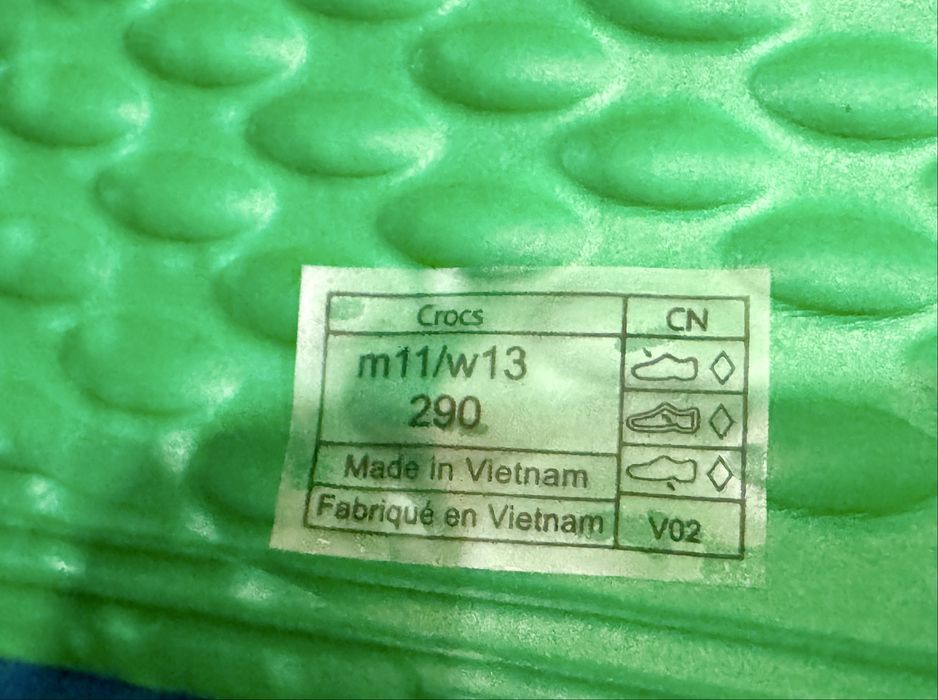 Crocs
CN
m11/w13
290
Made in Vietnam
Fabriqué en Vietnam
V02